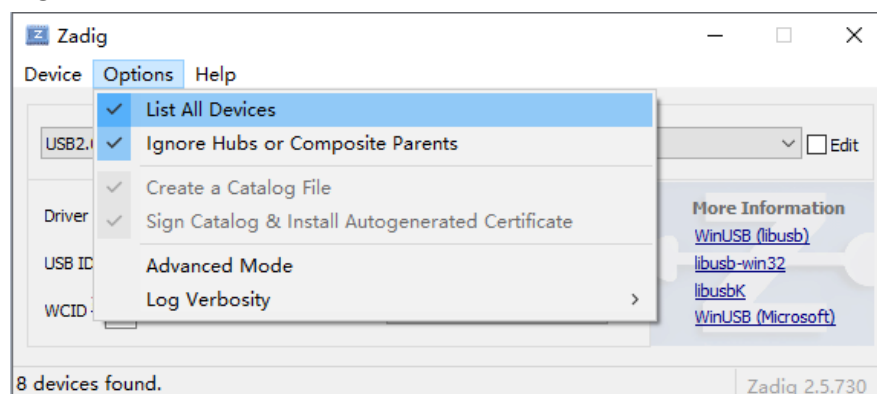 Zadig
Device Options Help
List All Devices
USB2. Ignore Hubs or Composite Parents Edit
Create a Catalog File
Driver Sign Catalog & Install Autogenerated Certificate
More Information
WinUSB (libusb)
USB ID Advanced Mode libusb-win32
WCID Log Verbosity libusbK
WinUSB (Microsoft)
8 devices found. Zadig 2.5.730